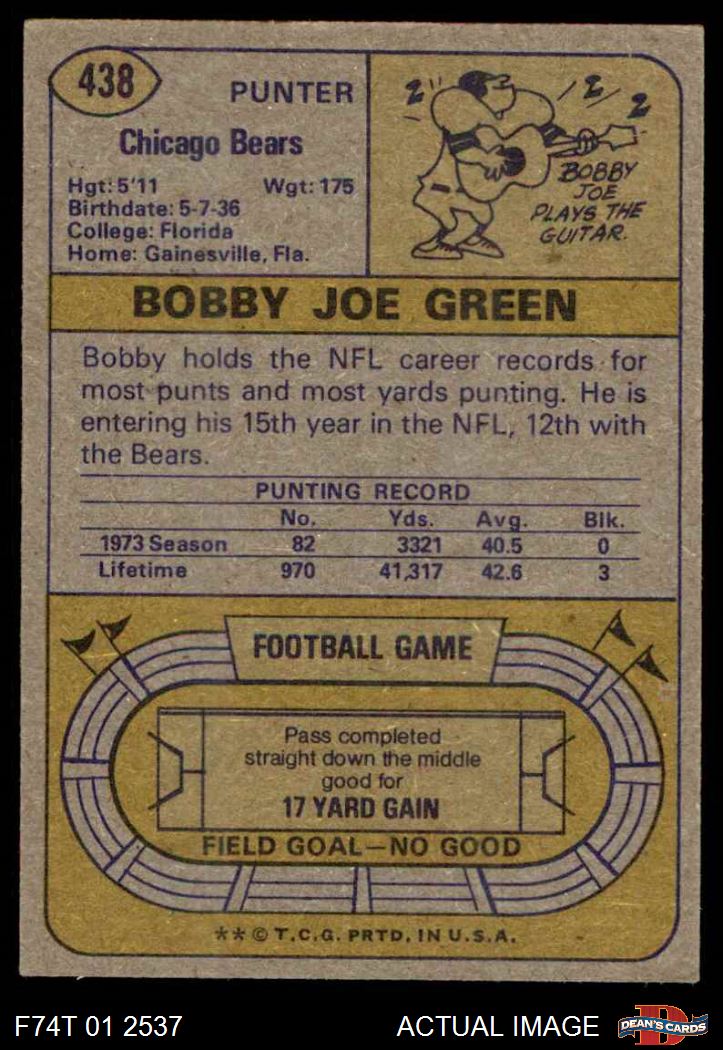 438
PUNTER
Chicago Bears
Hgt: 5'11 Wgt: 175
Birthdate: 5-7-36
College: Florida
Home: Gainesville, Fla.
2 2 2
BOBBY
JOE
PLAYS THE
GUITAR.
BOBBY JOE GREEN
Bobby holds the NFL career records for
most punts and most yards punting. He is
entering his 15th year in the NFL, 12th with
the Bears.
PUNTING RECORD
No. Yds. Avg. Blk.
1973 Season 82 3321 40.5 0
Lifetime 970 41,317 42.6 3
FOOTBALL GAME
Pass completed
straight down the middle
good for
17 YARD GAIN
FIELD GOAL—NO GOOD
** © T.C.G. PRTD. IN U.S.A.
F74T 01 2537 ACTUAL IMAGE
D
DEAN'S CARDS